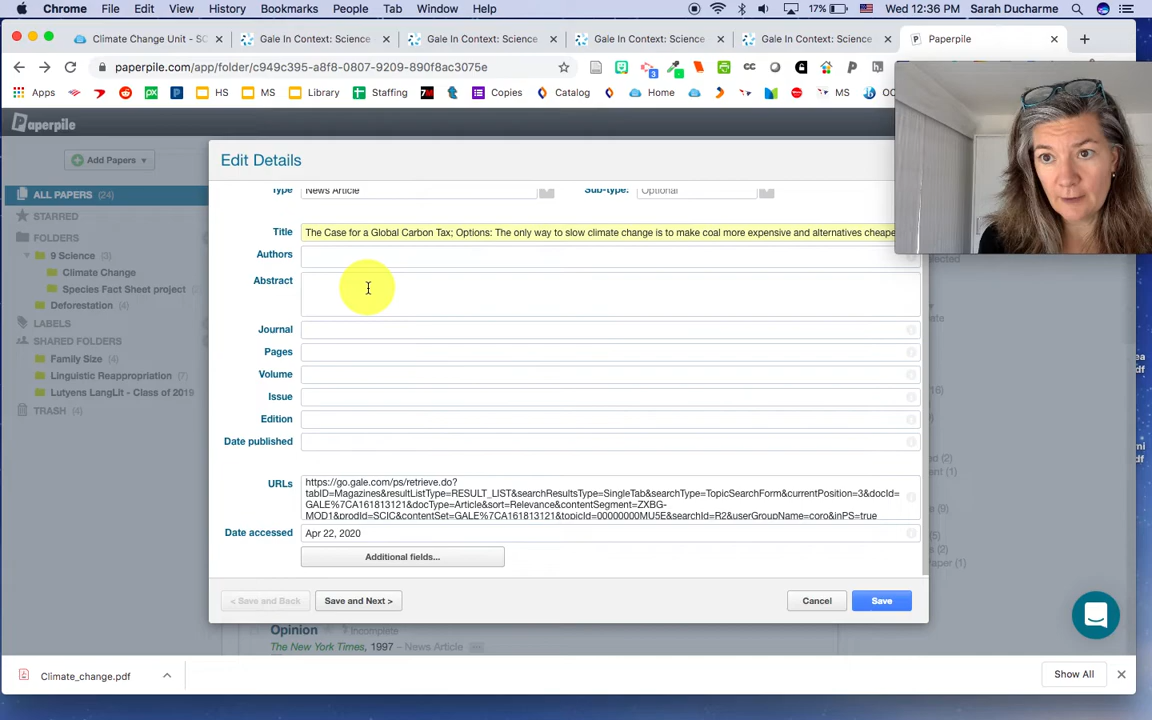 Chrome File Edit View History Bookmarks People Tab Window Help 17% Wed 12:36 PM Sarah Ducharme
Climate Change Unit - SC × Gale In Context: Science × Gale In Context: Science × Gale In Context: Science × Gale In Context: Science × Paperpile × +
paperpile.com/app/folder/c949c395-a8f8-0807-9209-890f8ac3075e
Apps HS MS Library Staffing Copies Catalog Home MS OC
Paperpile
Add Papers
Edit Details
ALL PAPERS (24)
Type News Article Sub-type: Optional
STARRED
FOLDERS
Title The Case for a Global Carbon Tax; Options: The only way to slow climate change is to make coal more expensive and alternatives cheape
9 Science (3)
Authors
Climate Change
Abstract
Species Fact Sheet project
Deforestation (4)
LABELS
Journal
SHARED FOLDERS
Pages
Family Size (4)
Volume
Linguistic Reappropriation (7)
Lutyens LangLit - Class of 2019
Issue
TRASH (4)
Edition
Date published
URLs https://go.gale.com/ps/retrieve.do?
tabID=Magazines&resultListType=RESULT_LIST&searchResultsType=SingleTab&searchType=TopicSearchForm&currentPosition=3&docId=
GALE%7CA161813121&docType=Article&sort=Relevance&contentSegment=ZXBG-
MOD1&prodId=SCIC&contentSet=GALE%7CA161813121&topicId=00000000MU5E&searchId=R2&userGroupName=coro&inPS=true
Date accessed Apr 22, 2020
Additional fields...
< Save and Back Save and Next > Cancel Save
Opinion Incomplete
The New York Times, 1997 – News Article
Climate_change.pdf Show All